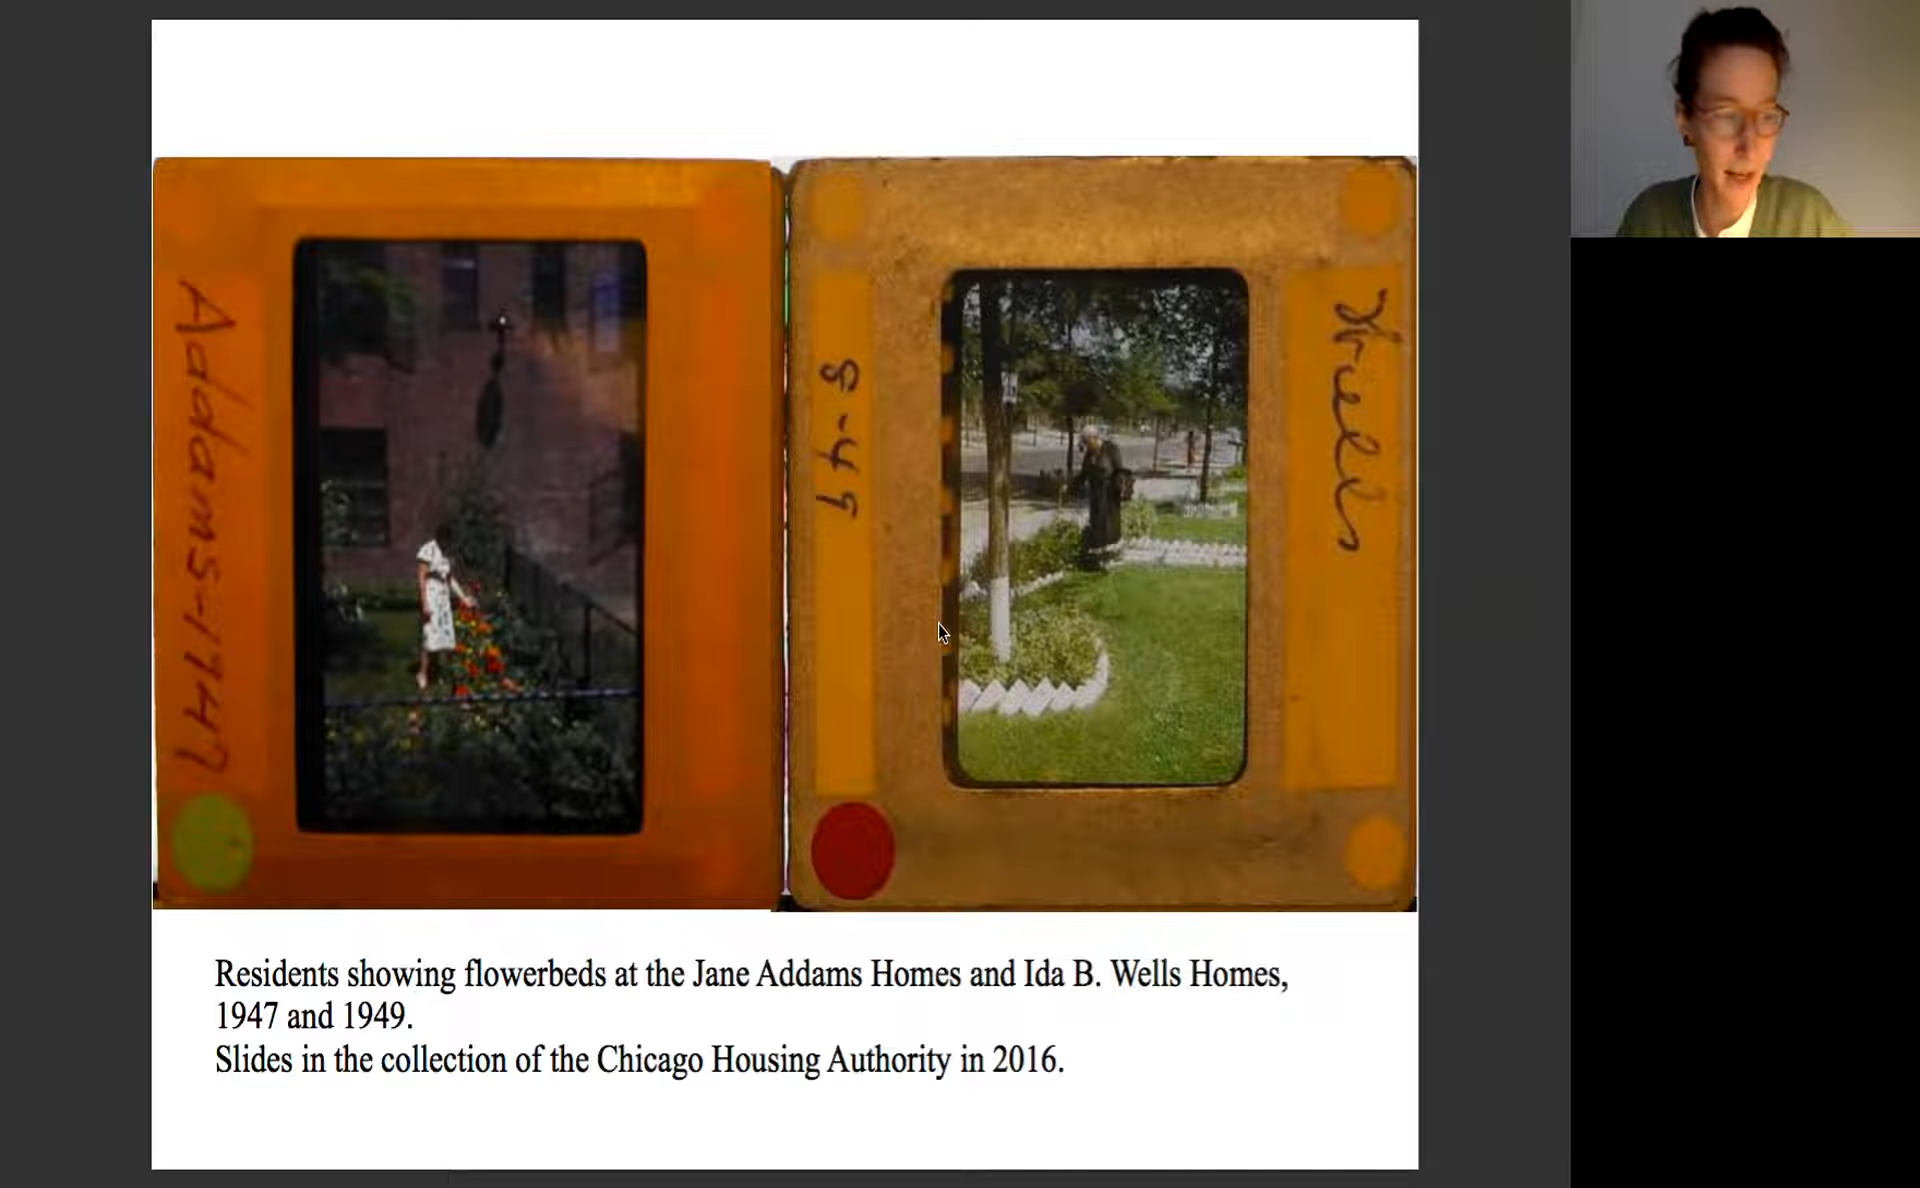 Addams-1947
8-49
Wells
Residents showing flowerbeds at the Jane Addams Homes and Ida B. Wells Homes,
1947 and 1949.
Slides in the collection of the Chicago Housing Authority in 2016.